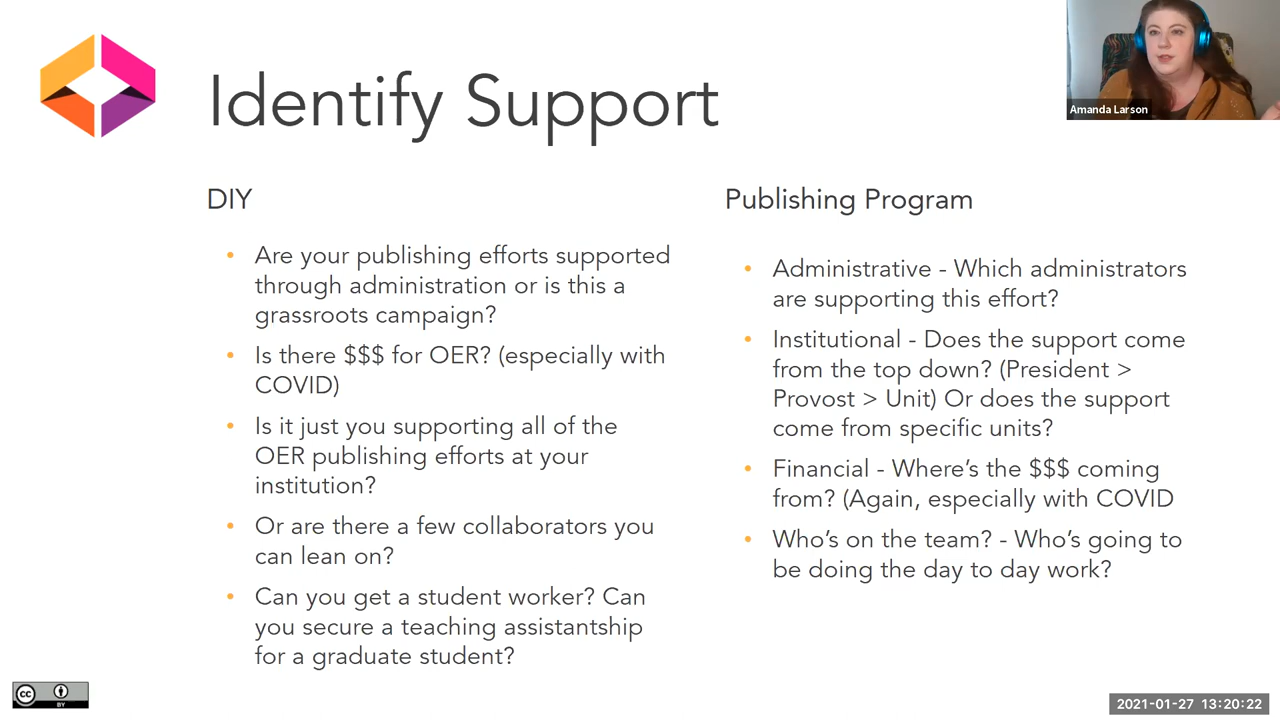 Identify Support
Amanda Larson
DIY
• Are your publishing efforts supported
through administration or is this a
grassroots campaign?
• Is there $$$ for OER? (especially with
COVID)
• Is it just you supporting all of the
OER publishing efforts at your
institution?
• Or are there a few collaborators you
can lean on?
• Can you get a student worker? Can
you secure a teaching assistantship
for a graduate student?
Publishing Program
• Administrative - Which administrators
are supporting this effort?
• Institutional - Does the support come
from the top down? (President >
Provost > Unit) Or does the support
come from specific units?
• Financial - Where’s the $$$ coming
from? (Again, especially with COVID
• Who’s on the team? - Who’s going to
be doing the day to day work?
cc
BY
2021-01-27 13:20:22